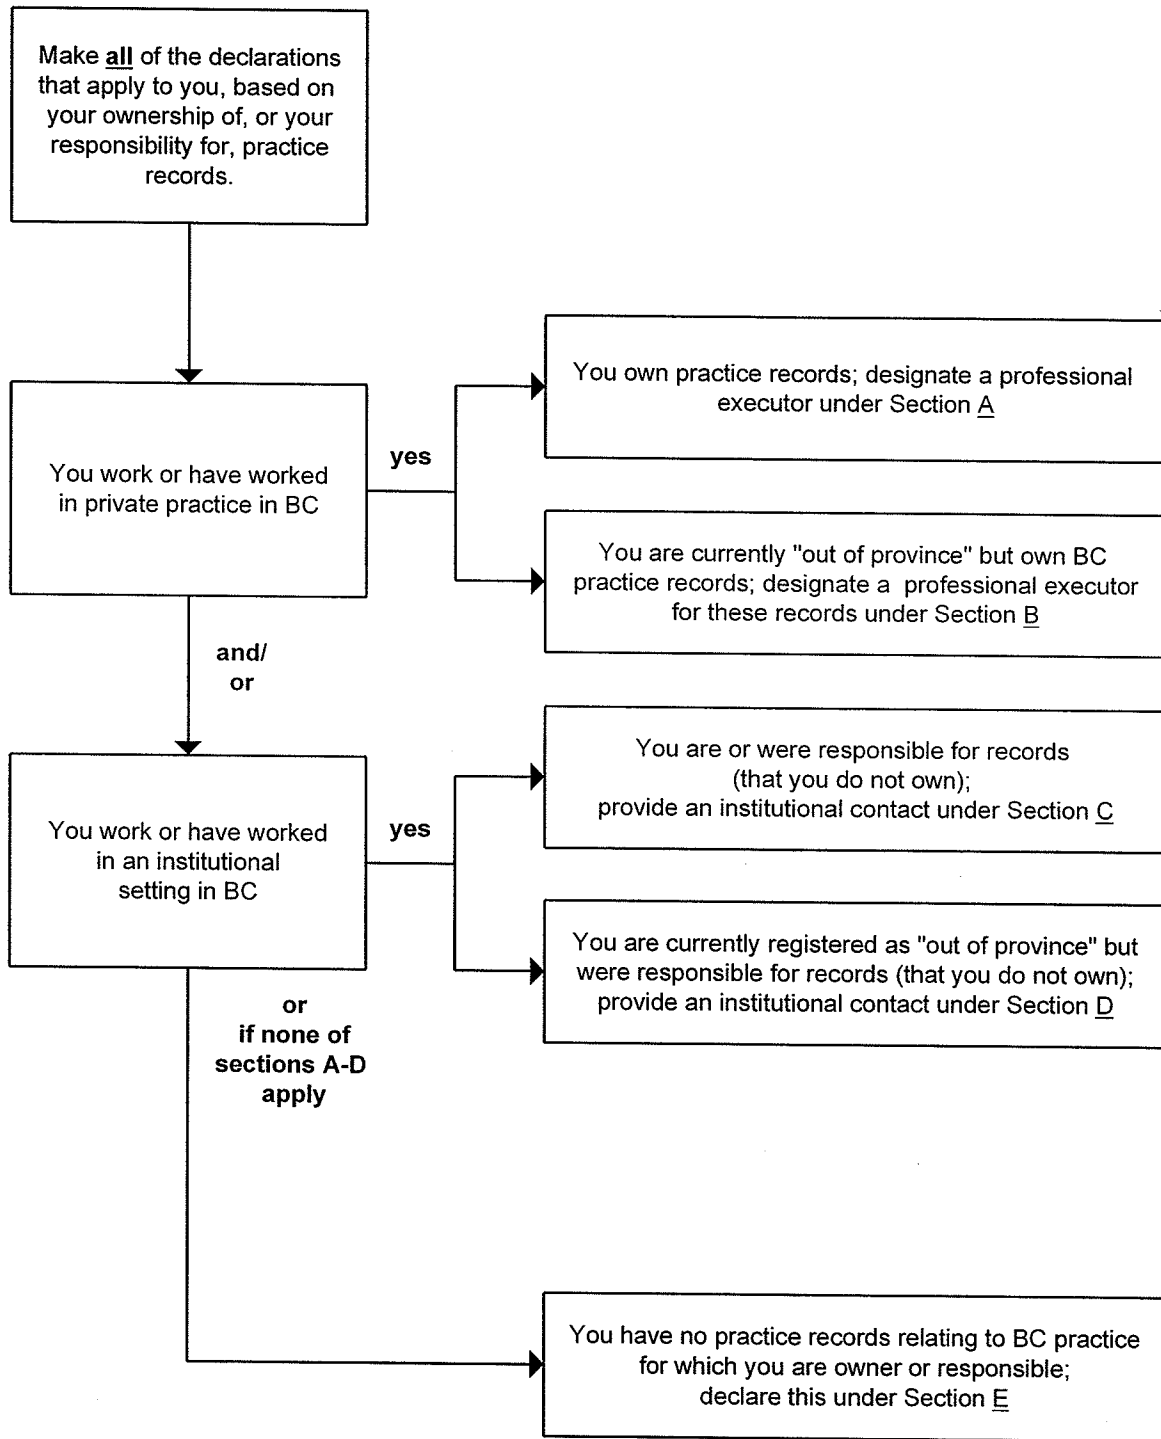 Make all of the declarations
that apply to you, based on
your ownership of, or your
responsibility for, practice
records.
You own practice records; designate a professional
executor under Section A
You work or have worked
in private practice in BC
yes
You are currently "out of province" but own BC
practice records; designate a professional executor
for these records under Section B
and/
or
You are or were responsible for records
(that you do not own);
provide an institutional contact under Section C
You work or have worked
in an institutional
setting in BC
yes
You are currently registered as "out of province" but
were responsible for records (that you do not own);
provide an institutional contact under Section D
or
if none of
sections A-D
apply
You have no practice records relating to BC practice
for which you are owner or responsible;
declare this under Section E